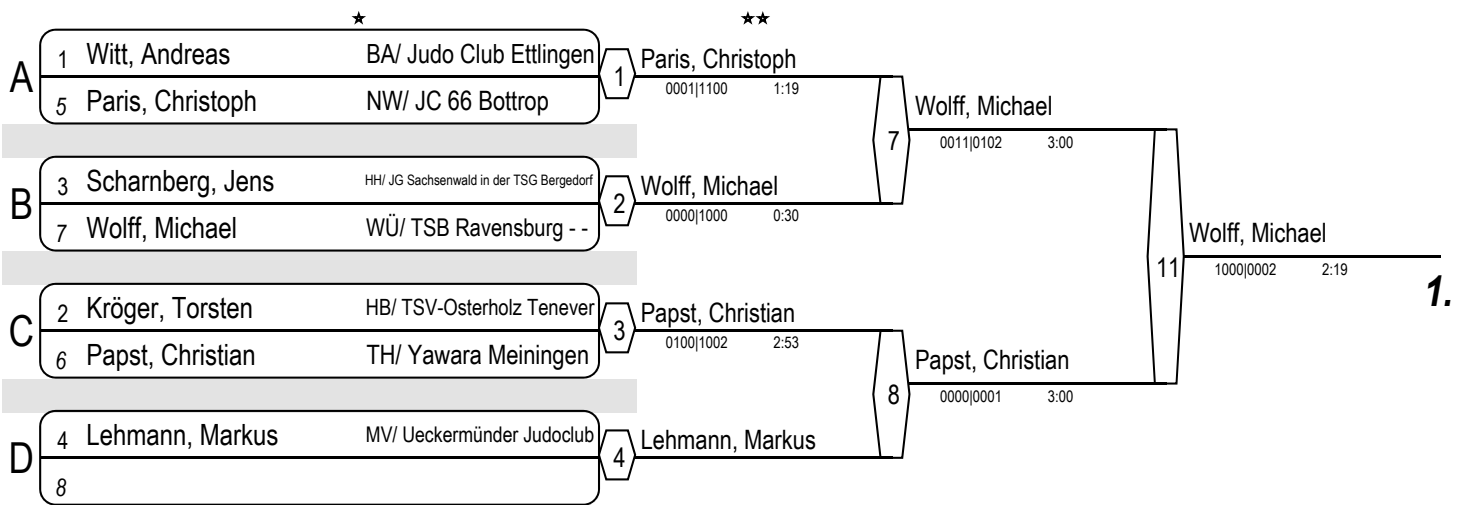 ★ ★★
A
1 Witt, Andreas BA/ Judo Club Ettlingen
5 Paris, Christoph NW/ JC 66 Bottrop
1
Paris, Christoph
0001|1100 1:19
B
3 Scharnberg, Jens HH/ JG Sachsenwald in der TSG Bergedorf
7 Wolff, Michael WÜ/ TSB Ravensburg - -
2
Wolff, Michael
0000|1000 0:30
7
Wolff, Michael
0011|0102 3:00
C
2 Kröger, Torsten HB/ TSV-Osterholz Tenever
6 Papst, Christian TH/ Yawara Meiningen
3
Papst, Christian
0100|1002 2:53
D
4 Lehmann, Markus MV/ Ueckermünder Judoclub
8
4
Lehmann, Markus
8
Papst, Christian
0000|0001 3:00
11
Wolff, Michael
1000|0002 2:19
1.